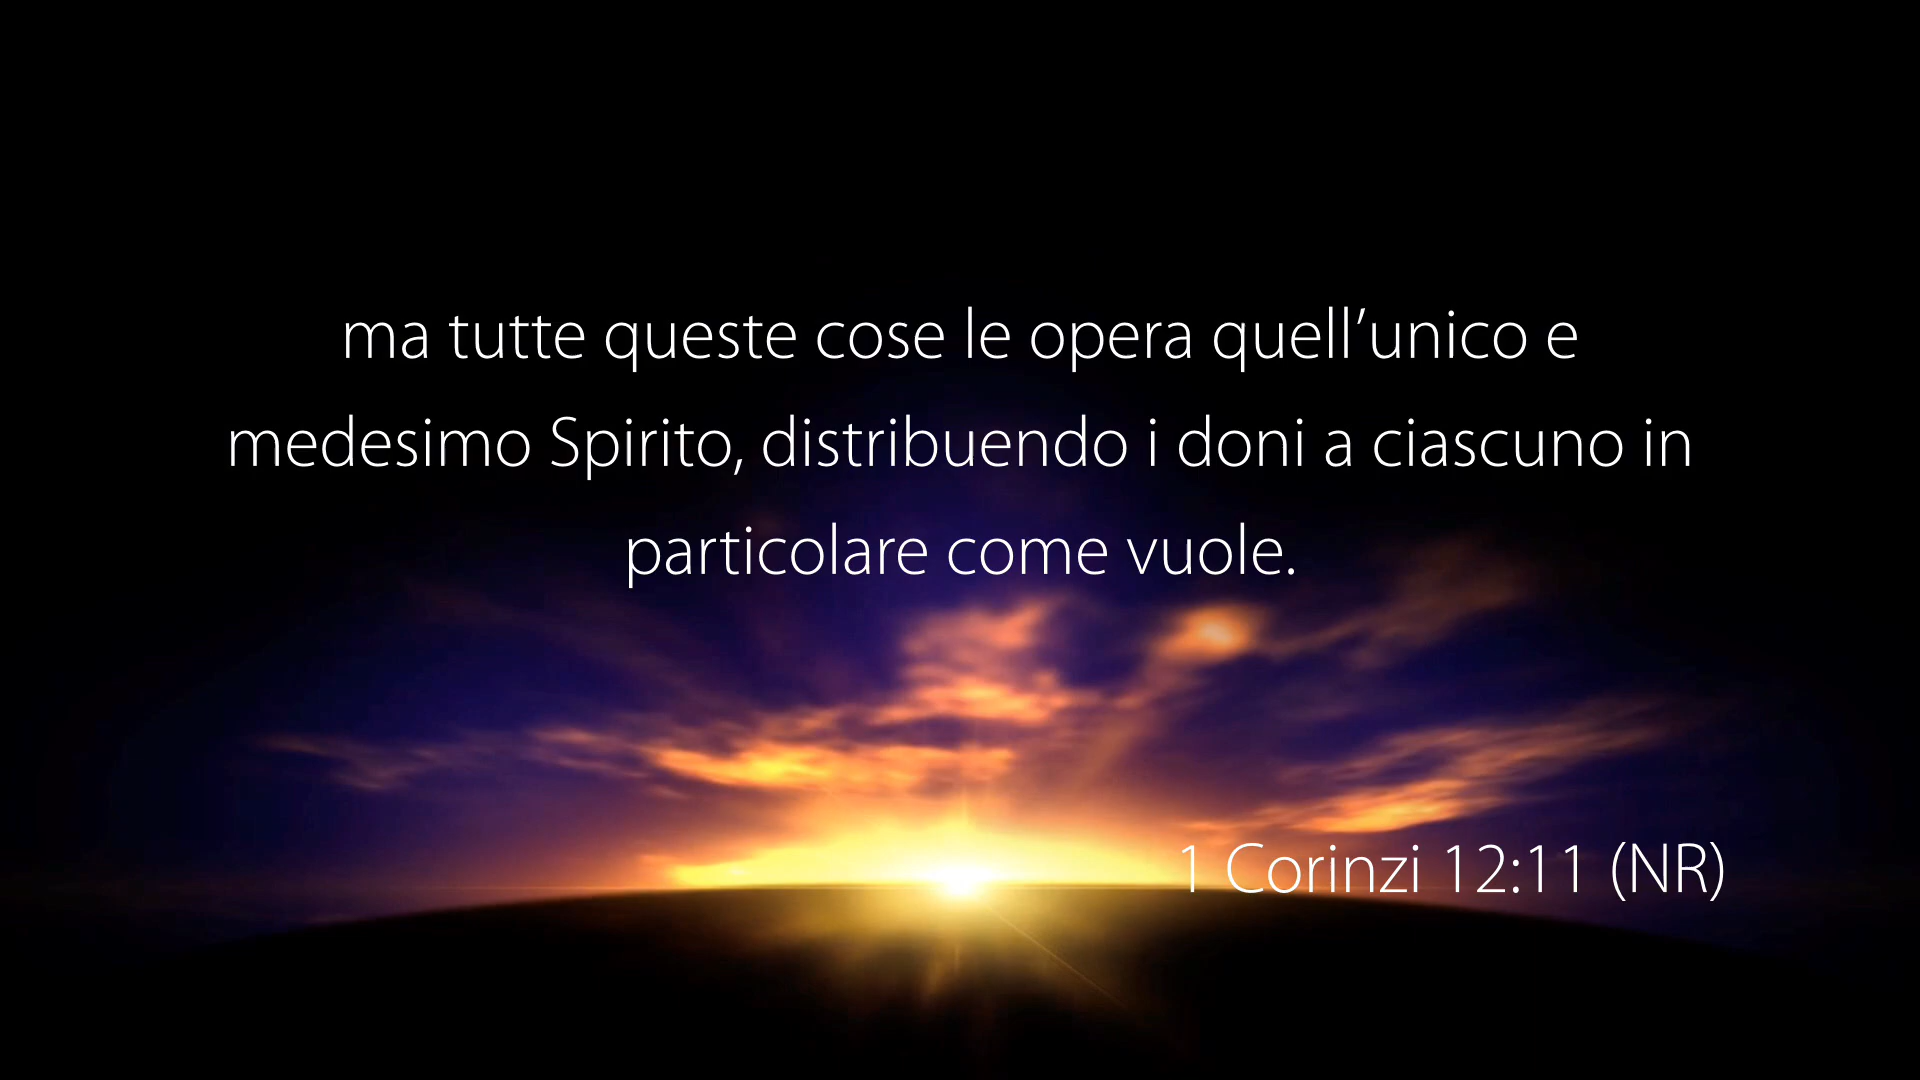 ma tutte queste cose le opera quell’unico e
medesimo Spirito, distribuendo i doni a ciascuno in
particolare come vuole.
1 Corinzi 12:11 (NR)